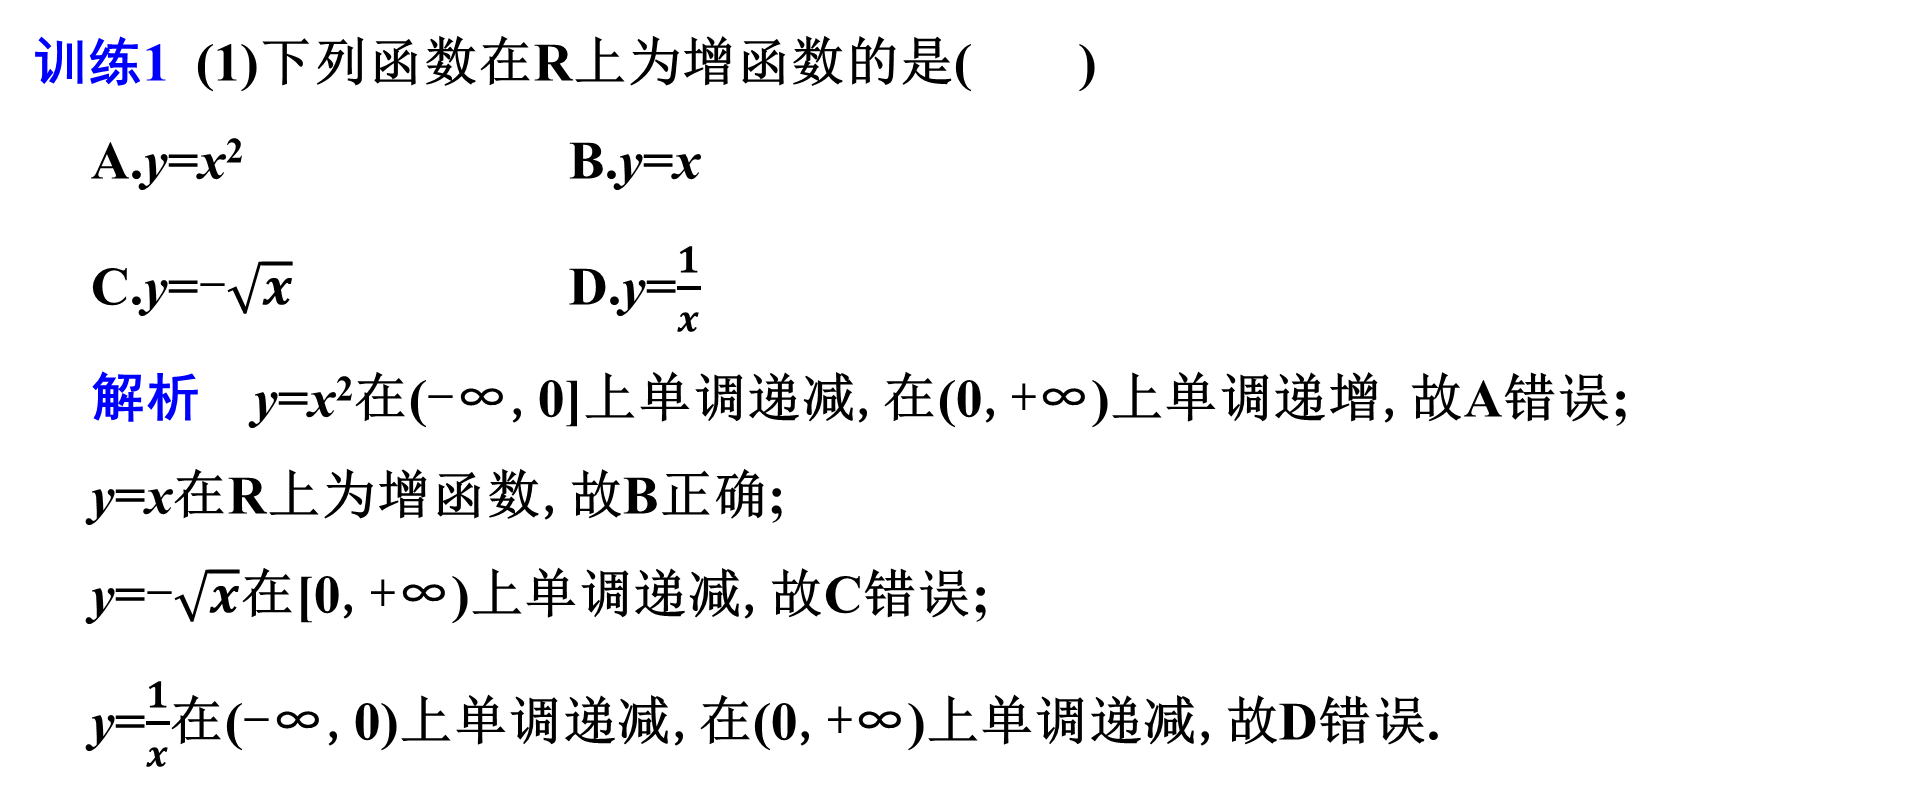 训练1 (1)下列函数在R上为增函数的是(  )
A.y=x² B.y=x
C.y=-√x D.y=1/x
解析 y=x²在(-∞, 0]上单调递减, 在(0, +∞)上单调递增, 故A错误;
y=x在R上为增函数, 故B正确;
y=-√x在[0, +∞)上单调递减, 故C错误;
y=1/x在(-∞, 0)上单调递减, 在(0, +∞)上单调递减, 故D错误.